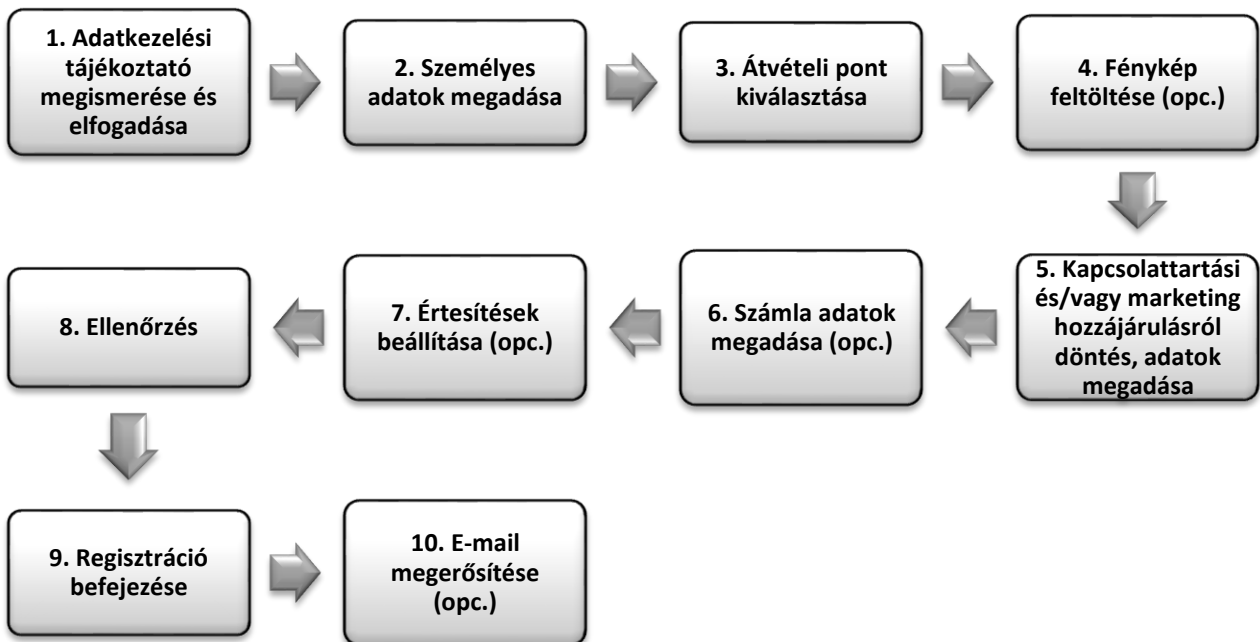 1. Adatkezelési
tájékoztató
megismerése és
elfogadása
2. Személyes
adatok megadása
3. Átvételi pont
kiválasztása
4. Fénykép
feltöltése (opc.)
5. Kapcsolattartási
és/vagy marketing
hozzájárulásról
döntés, adatok
megadása
6. Számla adatok
megadása (opc.)
7. Értesítések
beállítása (opc.)
8. Ellenőrzés
9. Regisztráció
befejezése
10. E-mail
megerősítése
(opc.)